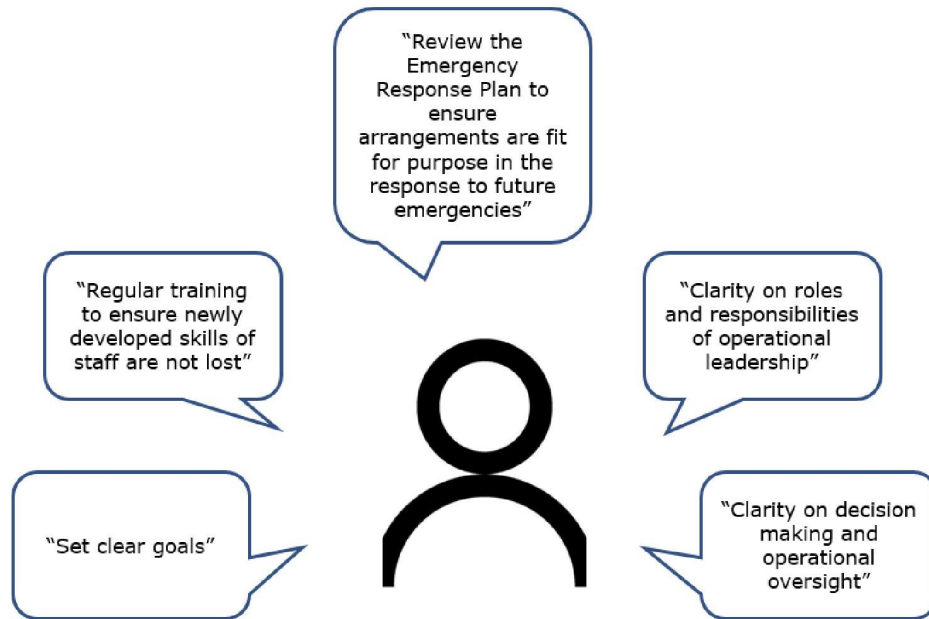 “Review the
Emergency
Response Plan to
ensure
arrangements are fit
for purpose in the
response to future
emergencies”
“Regular training
to ensure newly
developed skills of
staff are not lost”
“Clarity on roles
and responsibilities
of operational
leadership”
“Set clear goals”
“Clarity on decision
making and
operational
oversight”